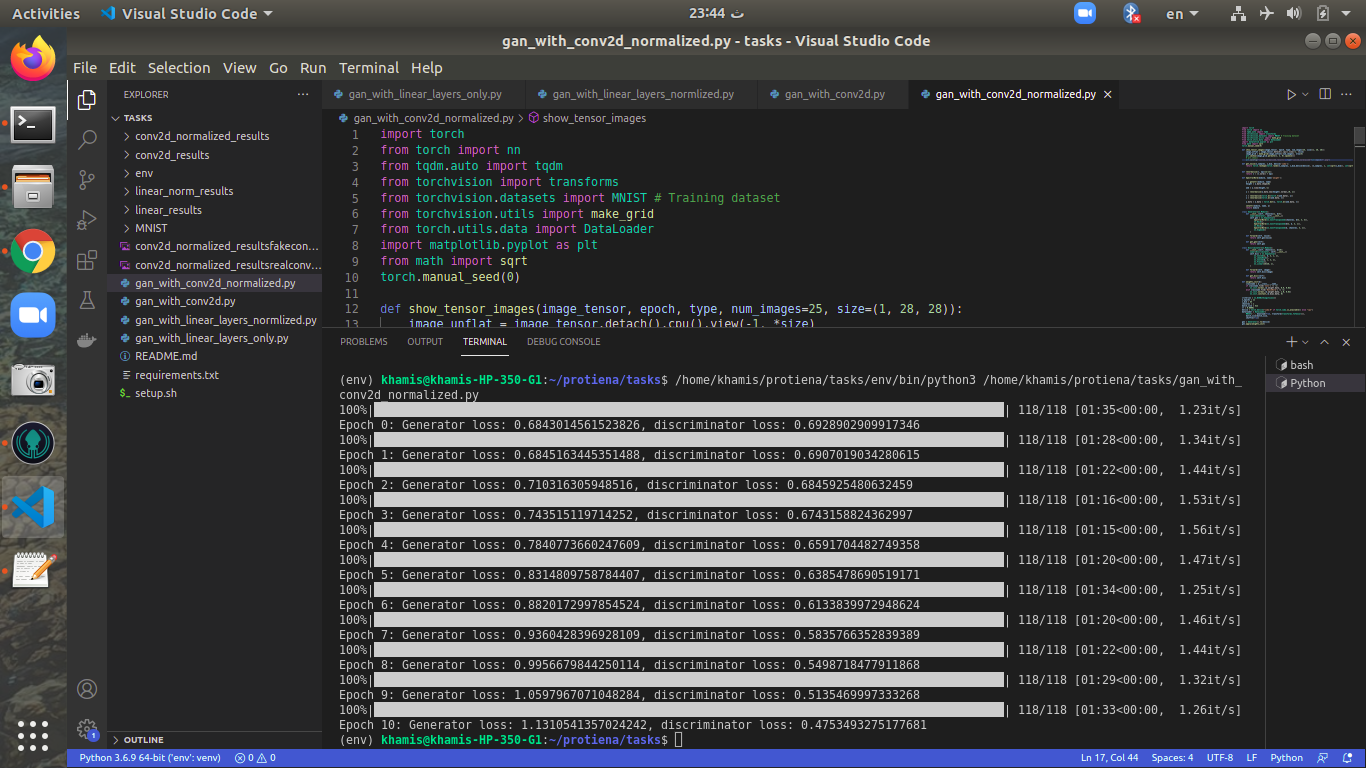 Activities
Visual Studio Code
23:44 ث
en
gan_with_conv2d_normalized.py - tasks - Visual Studio Code
File Edit Selection View Go Run Terminal Help
EXPLORER
TASKS
conv2d_normalized_results
conv2d_results
env
linear_norm_results
linear_results
MNIST
conv2d_normalized_resultsfakecon...
conv2d_normalized_resultsrealconv...
gan_with_conv2d_normalized.py
gan_with_conv2d.py
gan_with_linear_layers_normlized.py
gan_with_linear_layers_only.py
README.md
requirements.txt
setup.sh
OUTLINE
1
gan_with_linear_layers_only.py gan_with_linear_layers_normlized.py gan_with_conv2d.py gan_with_conv2d_normalized.py
gan_with_conv2d_normalized.py > show_tensor_images
1 import torch
2 from torch import nn
3 from tqdm.auto import tqdm
4 from torchvision import transforms
5 from torchvision.datasets import MNIST # Training dataset
6 from torchvision.utils import make_grid
7 from torch.utils.data import DataLoader
8 import matplotlib.pyplot as plt
9 from math import sqrt
10 torch.manual_seed(0)
11
12 def show_tensor_images(image_tensor, epoch, type, num_images=25, size=(1, 28, 28)):
13 image_unflat = image_tensor.detach().cpu().view(-1, *size)
PROBLEMS OUTPUT TERMINAL DEBUG CONSOLE
bash
Python
(env) khamis@khamis-HP-350-G1:~/protiena/tasks$ /home/khamis/protiena/tasks/env/bin/python3 /home/khamis/protiena/tasks/gan_with_
conv2d_normalized.py
100%| | 118/118 [01:35<00:00, 1.23it/s]
Epoch 0: Generator loss: 0.6843014561523826, discriminator loss: 0.6928902909917346
100%| | 118/118 [01:28<00:00, 1.34it/s]
Epoch 1: Generator loss: 0.6845163445351488, discriminator loss: 0.6907019034280615
100%| | 118/118 [01:22<00:00, 1.44it/s]
Epoch 2: Generator loss: 0.710316305948516, discriminator loss: 0.6845925480632459
100%| | 118/118 [01:16<00:00, 1.53it/s]
Epoch 3: Generator loss: 0.743515119714252, discriminator loss: 0.6743158824362997
100%| | 118/118 [01:15<00:00, 1.56it/s]
Epoch 4: Generator loss: 0.7840773660247609, discriminator loss: 0.6591704482749358
100%| | 118/118 [01:20<00:00, 1.47it/s]
Epoch 5: Generator loss: 0.8314809758784407, discriminator loss: 0.6385478690519171
100%| | 118/118 [01:34<00:00, 1.25it/s]
Epoch 6: Generator loss: 0.8820172997854524, discriminator loss: 0.6133839972948624
100%| | 118/118 [01:20<00:00, 1.46it/s]
Epoch 7: Generator loss: 0.9360428396928109, discriminator loss: 0.5835766352839389
100%| | 118/118 [01:22<00:00, 1.44it/s]
Epoch 8: Generator loss: 0.9956679844250114, discriminator loss: 0.5498718477911868
100%| | 118/118 [01:29<00:00, 1.32it/s]
Epoch 9: Generator loss: 1.0597967071048284, discriminator loss: 0.5135469997333268
100%| | 118/118 [01:33<00:00, 1.26it/s]
Epoch 10: Generator loss: 1.1310541357024242, discriminator loss: 0.4753493275177681
(env) khamis@khamis-HP-350-G1:~/protiena/tasks$
Python 3.6.9 64-bit ('env': venv) 0 0 Ln 17, Col 44 Spaces: 4 UTF-8 LF Python